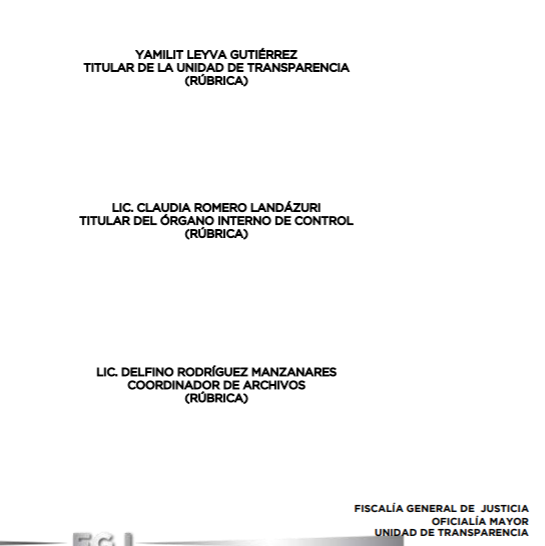 YAMILIT LEYVA GUTIÉRREZ
TITULAR DE LA UNIDAD DE TRANSPARENCIA
(RÚBRICA)
LIC. CLAUDIA ROMERO LANDÁZURI
TITULAR DEL ÓRGANO INTERNO DE CONTROL
(RÚBRICA)
LIC. DELFINO RODRÍGUEZ MANZANARES
COORDINADOR DE ARCHIVOS
(RÚBRICA)
FISCALÍA GENERAL DE JUSTICIA
OFICIALÍA MAYOR
UNIDAD DE TRANSPARENCIA